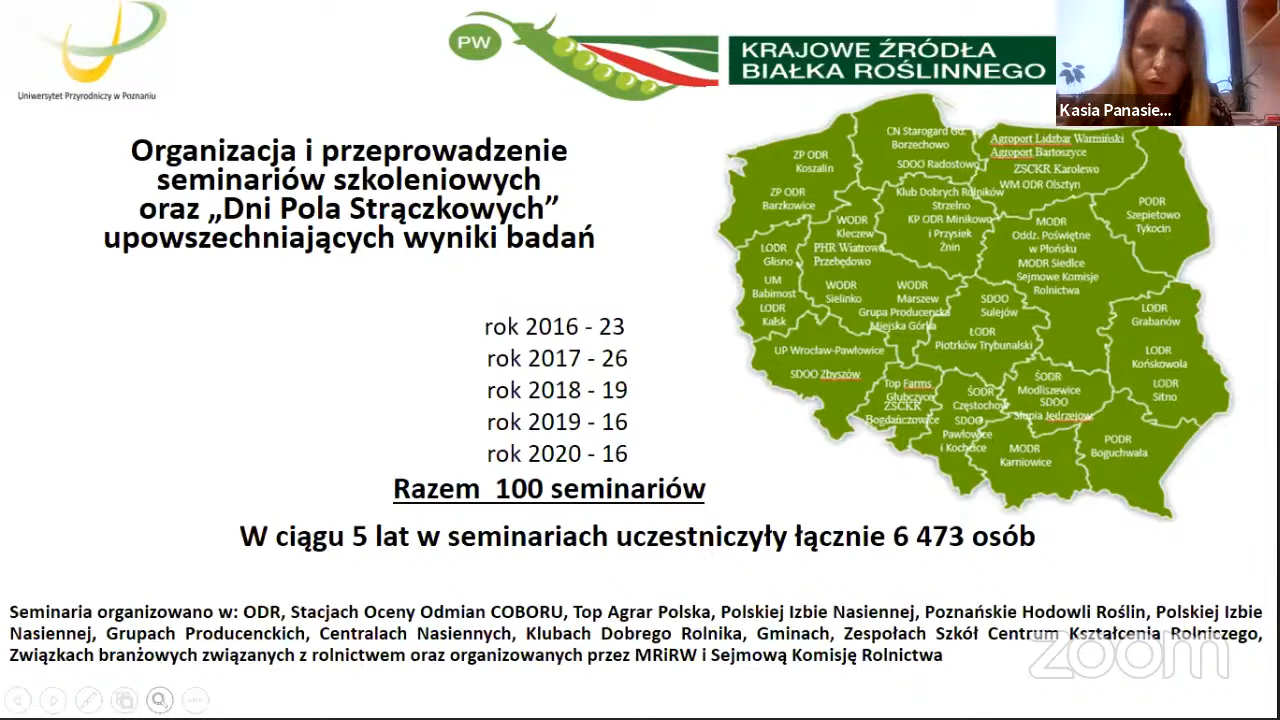 Uniwersytet Przyrodniczy w Poznaniu
PW
KRAJOWE ŹRÓDŁA
BIAŁKA ROŚLINNEGO
Kasia Panasie...
Organizacja i przeprowadzenie
seminariów szkoleniowych
oraz „Dni Pola Strączkowych”
upowszechniających wyniki badań
rok 2016 - 23
rok 2017 - 26
rok 2018 - 19
rok 2019 - 16
rok 2020 - 16
Razem 100 seminariów
W ciągu 5 lat w seminariach uczestniczyły łącznie 6 473 osób
CN Starogard Gd.
Borzechowo
SDOO Radostowo
Agroport Lidzbar Warmiński
Agroport Bartoszyce
ZSCKR Karolewo
WM ODR Olsztyn
ZP ODR
Koszalin
ZP ODR
Barzkowice
Klub Dobrych Rolników
Strzelno
KP ODR Minikowo
i Przysiek
Żnin
PODR
Szepietowo
Tykocin
WODR
Kleczew
PHR Wiatrowo
Przebędowo
MODR
Oddz. Poświętne
w Płońsku
MODR Siedlce
Sejmowe Komisje
Rolnictwa
LODR
Glisno
UM
Babimost
LODR
Kalsk
WODR
Sielinko
WODR
Marszew
Grupa Producencka
Miejska Górka
SDOO
Sulejów
ŁODR
Piotrków Trybunalski
LODR
Grabanów
LODR
Końskowola
LODR
Sitno
UP Wrocław-Pawłowice
SDOO Zbyszów
Top Farms
Głubczyce
ZSCKR
Bogdańczowice
ŚODR
Częstochowa
SDOO
Pawłowice
i Kochcice
ŚODR
Modliszewice
SDOO
Słupia Jędrzejow.
MODR
Karniowice
PODR
Boguchwała
Seminaria organizowano w: ODR, Stacjach Oceny Odmian COBORU, Top Agrar Polska, Polskiej Izbie Nasiennej, Poznańskie Hodowli Roślin, Polskiej Izbie
Nasiennej, Grupach Producenckich, Centralach Nasiennych, Klubach Dobrego Rolnika, Gminach, Zespołach Szkół Centrum Kształcenia Rolniczego,
Związkach branżowych związanych z rolnictwem oraz organizowanych przez MRiRW i Sejmową Komisję Rolnictwa
zoom